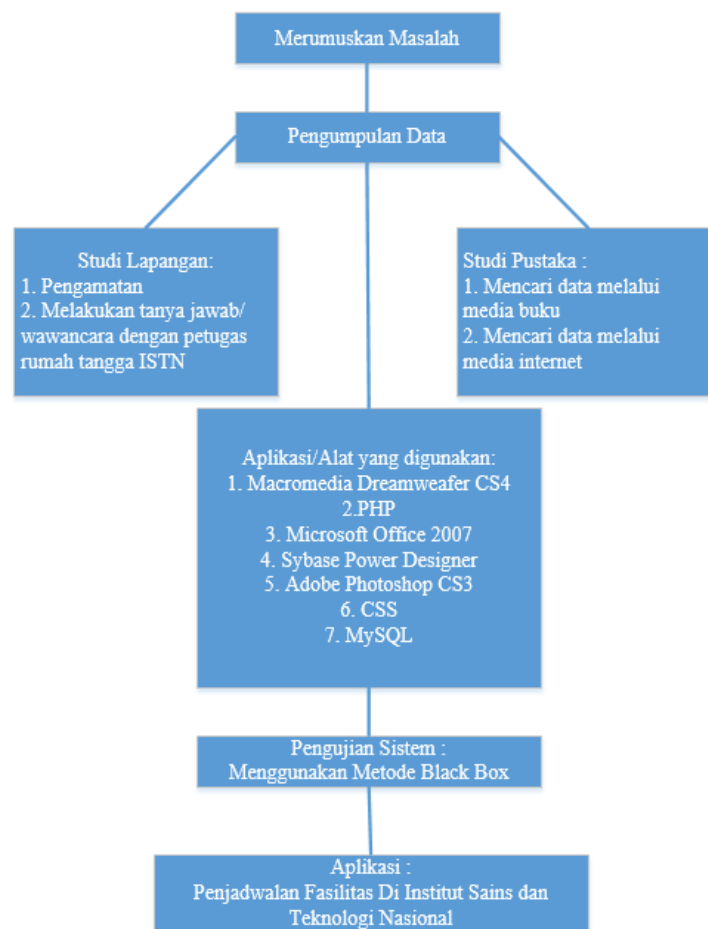 Merumuskan Masalah
Pengumpulan Data
Studi Lapangan:
1. Pengamatan
2. Melakukan tanya jawab/
wawancara dengan petugas
rumah tangga ISTN
Studi Pustaka :
1. Mencari data melalui
media buku
2. Mencari data melalui
media internet
Aplikasi/Alat yang digunakan:
1. Macromedia Dreamweafer CS4
2.PHP
3. Microsoft Office 2007
4. Sybase Power Designer
5. Adobe Photoshop CS3
6. CSS
7. MySQL
Pengujian Sistem :
Menggunakan Metode Black Box
Aplikasi :
Penjadwalan Fasilitas Di Institut Sains dan
Teknologi Nasional